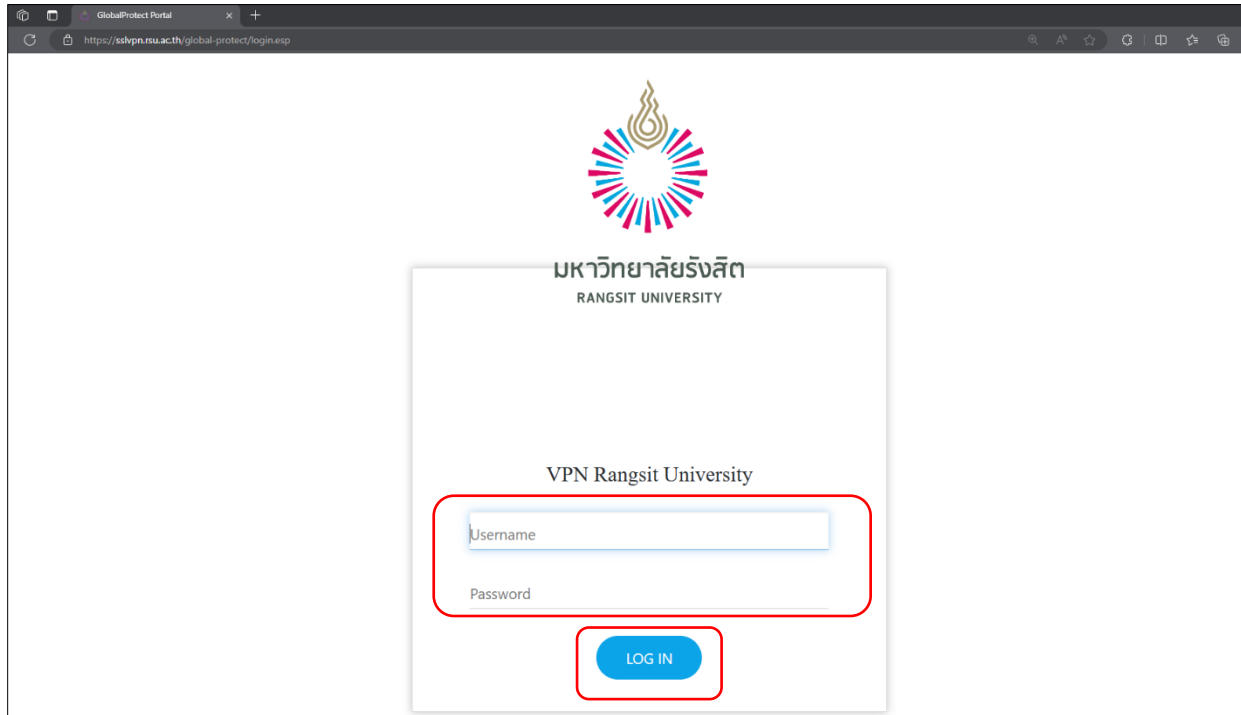 GlobalProtect Portal
https://sslvpn.rsu.ac.th/global-protect/login.esp
มหาวิทยาลัยรังสิต
RANGSIT UNIVERSITY
VPN Rangsit University
Username
Password
LOG IN